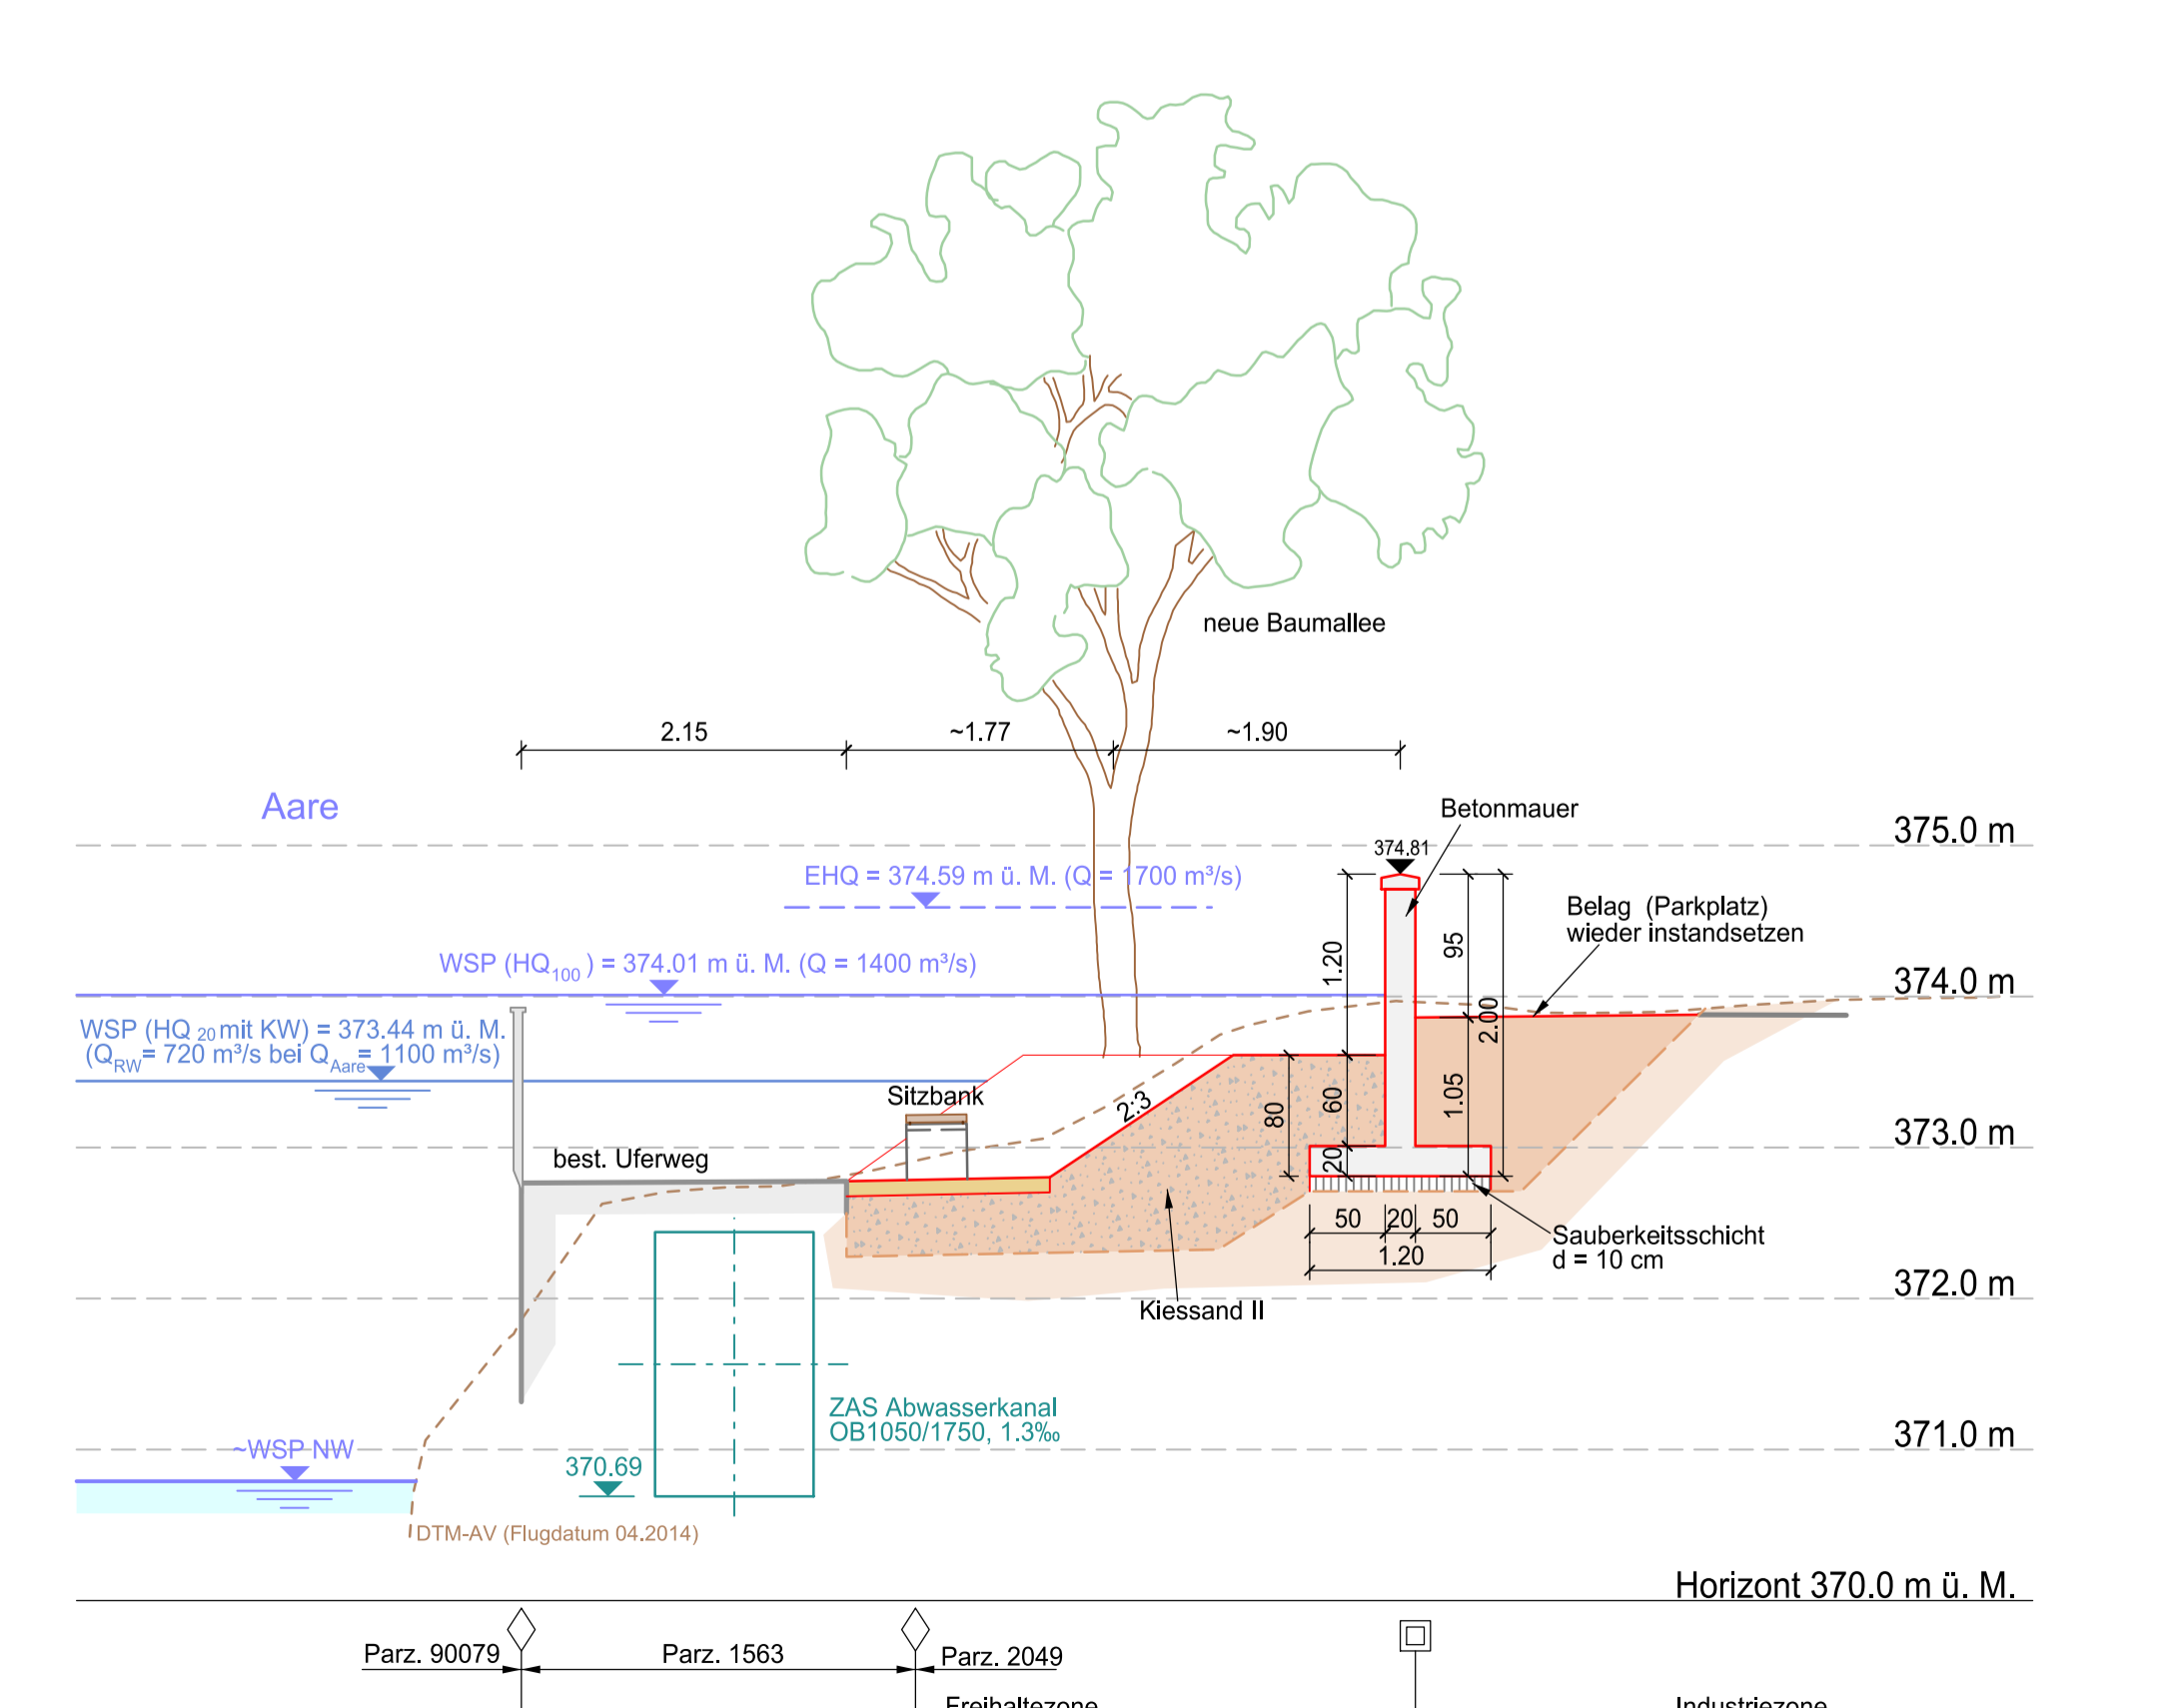 neue Baumallee
2.15
~1.77
~1.90
Aare
Betonmauer
375.0 m
374.81
EHQ = 374.59 m ü. M. (Q = 1700 m³/s)
Belag (Parkplatz)
wieder instandsetzen
WSP (HQ100 ) = 374.01 m ü. M. (Q = 1400 m³/s)
1.20
95
374.0 m
2.00
WSP (HQ 20 mit KW) = 373.44 m ü. M.
(QRW = 720 m³/s bei QAare = 1100 m³/s)
Sitzbank
2:3
80
60
1.05
373.0 m
best. Uferweg
20
50
20
50
1.20
Sauberkeitsschicht
d = 10 cm
372.0 m
Kiessand II
ZAS Abwasserkanal
OB1050/1750, 1.3‰
371.0 m
~WSP NW
370.69
DTM-AV (Flugdatum 04.2014)
Horizont 370.0 m ü. M.
Parz. 90079
Parz. 1563
Parz. 2049
Freihaltezone
Industriezone